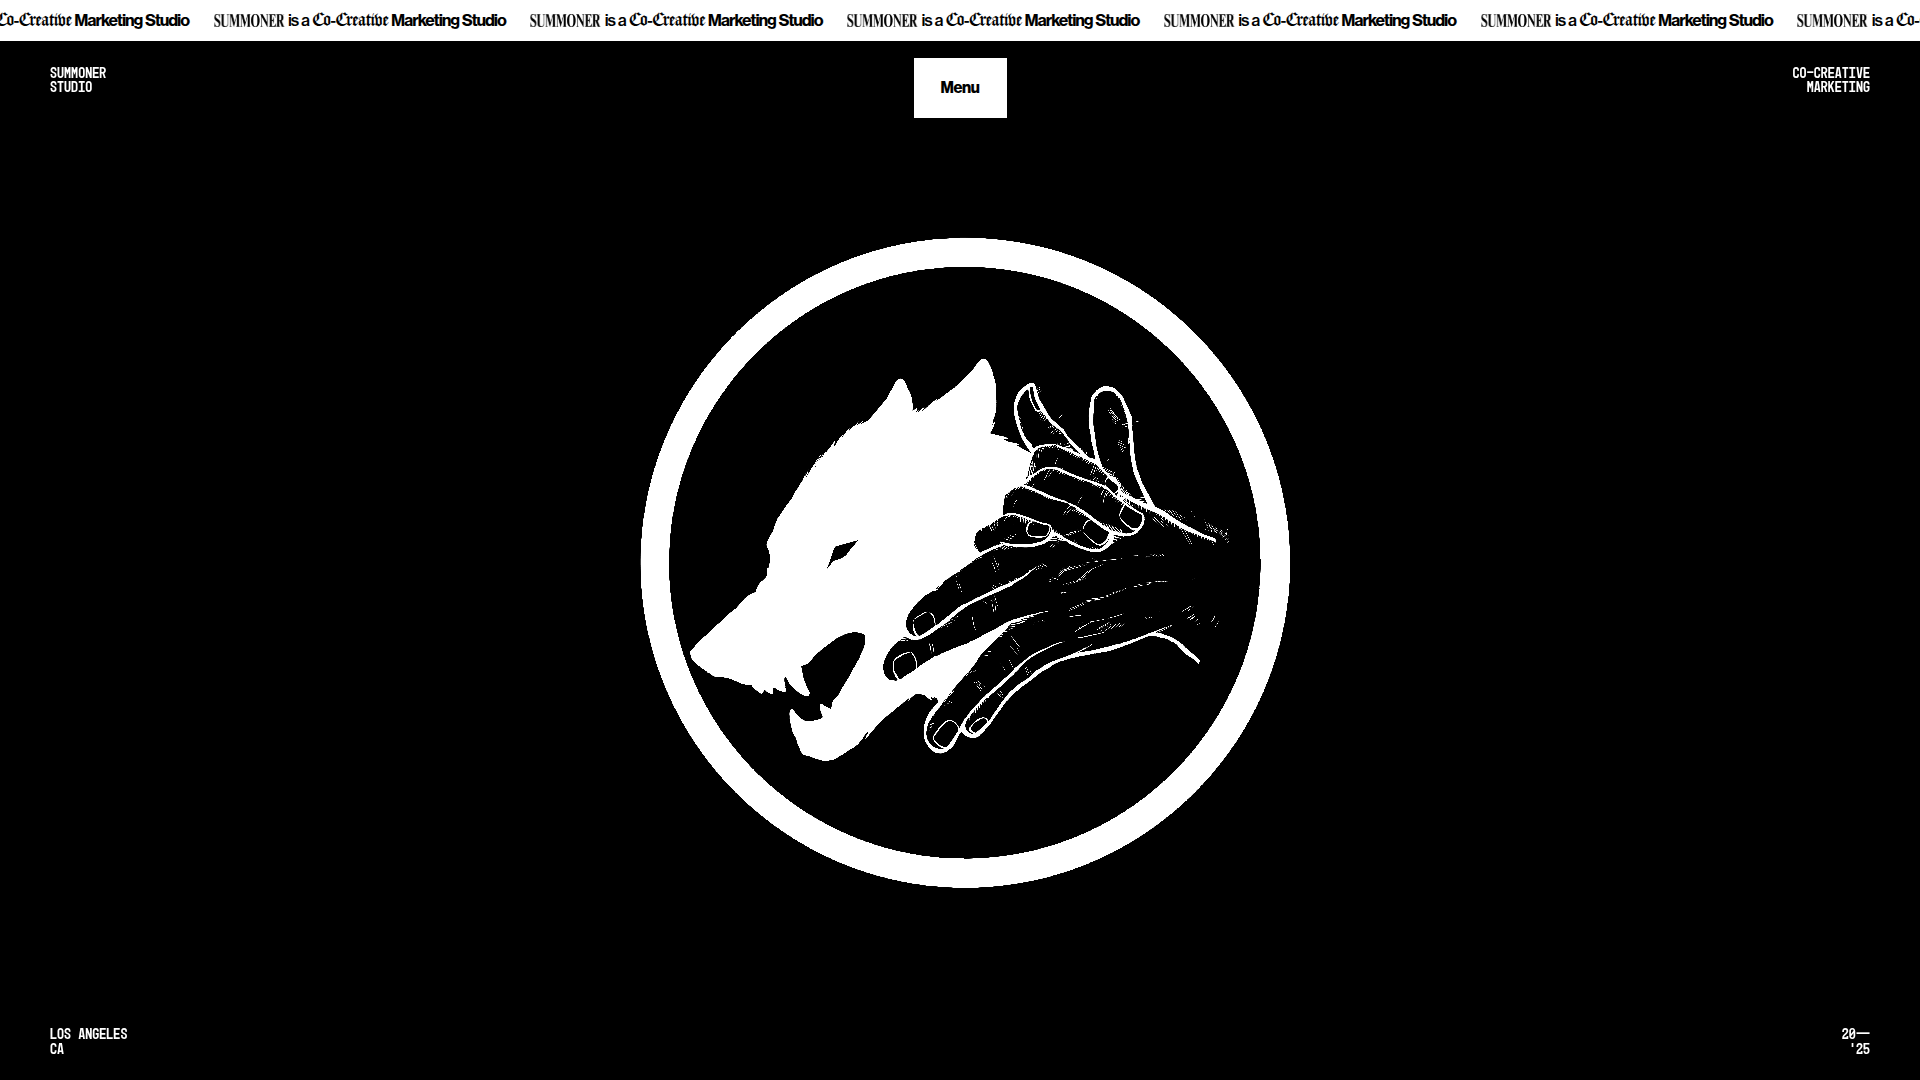 Co-Creative Marketing Studio SUMMONER is a Co-Creative Marketing Studio SUMMONER is a Co-Creative Marketing Studio SUMMONER is a Co-Creative Marketing Studio SUMMONER is a Co-Creative Marketing Studio SUMMONER is a Co-Creative Marketing Studio SUMMONER is a Co-
SUMMONER
STUDIO
Menu
CO-CREATIVE
MARKETING
LOS ANGELES
CA
20—
'25